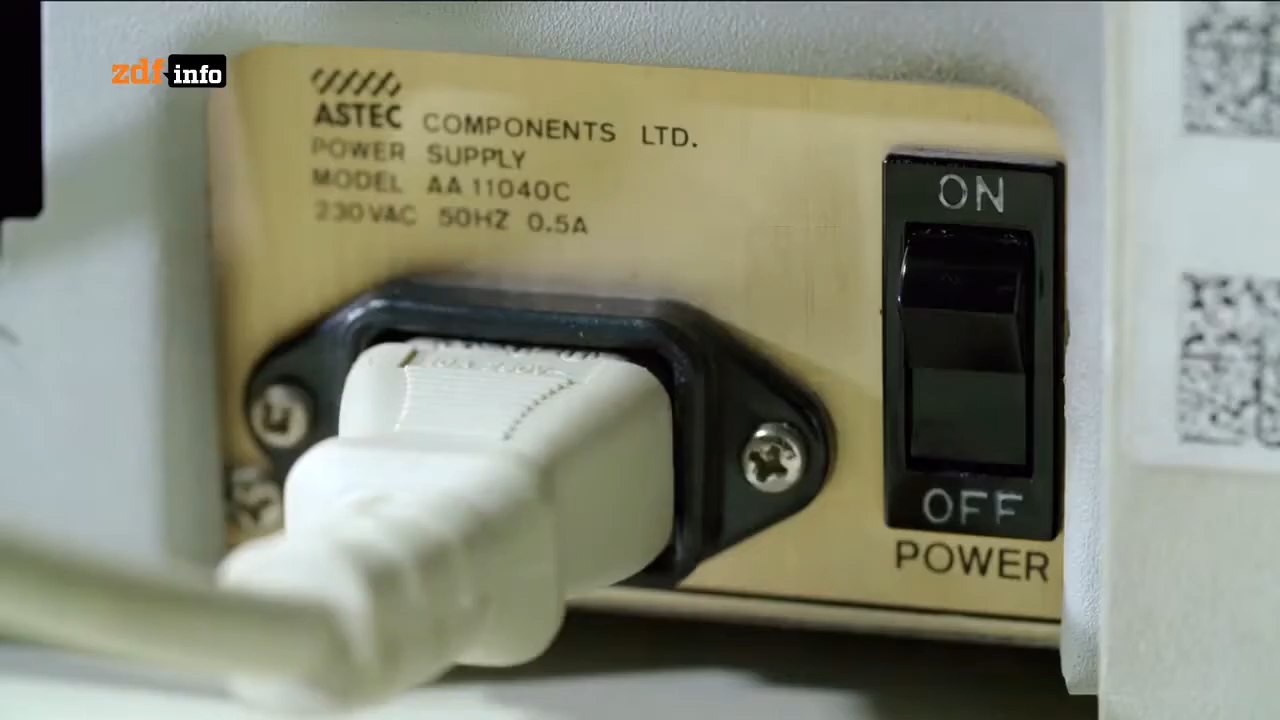 zdf info
ASTEC COMPONENTS LTD.
POWER SUPPLY
MODEL AA 11040C
230VAC 50HZ 0.5A
ON
OFF
POWER